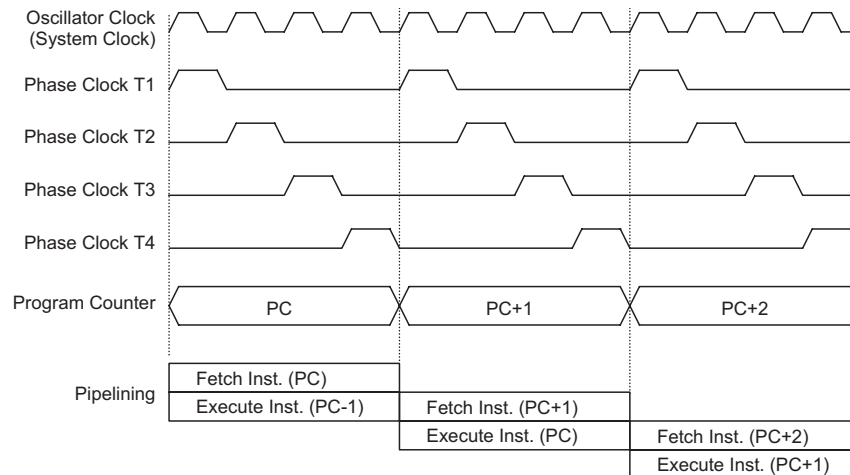 Oscillator Clock
(System Clock)
Phase Clock T1
Phase Clock T2
Phase Clock T3
Phase Clock T4
Program Counter
PC
PC+1
PC+2
Pipelining
Fetch Inst. (PC)
Execute Inst. (PC-1)
Fetch Inst. (PC+1)
Execute Inst. (PC)
Fetch Inst. (PC+2)
Execute Inst. (PC+1)